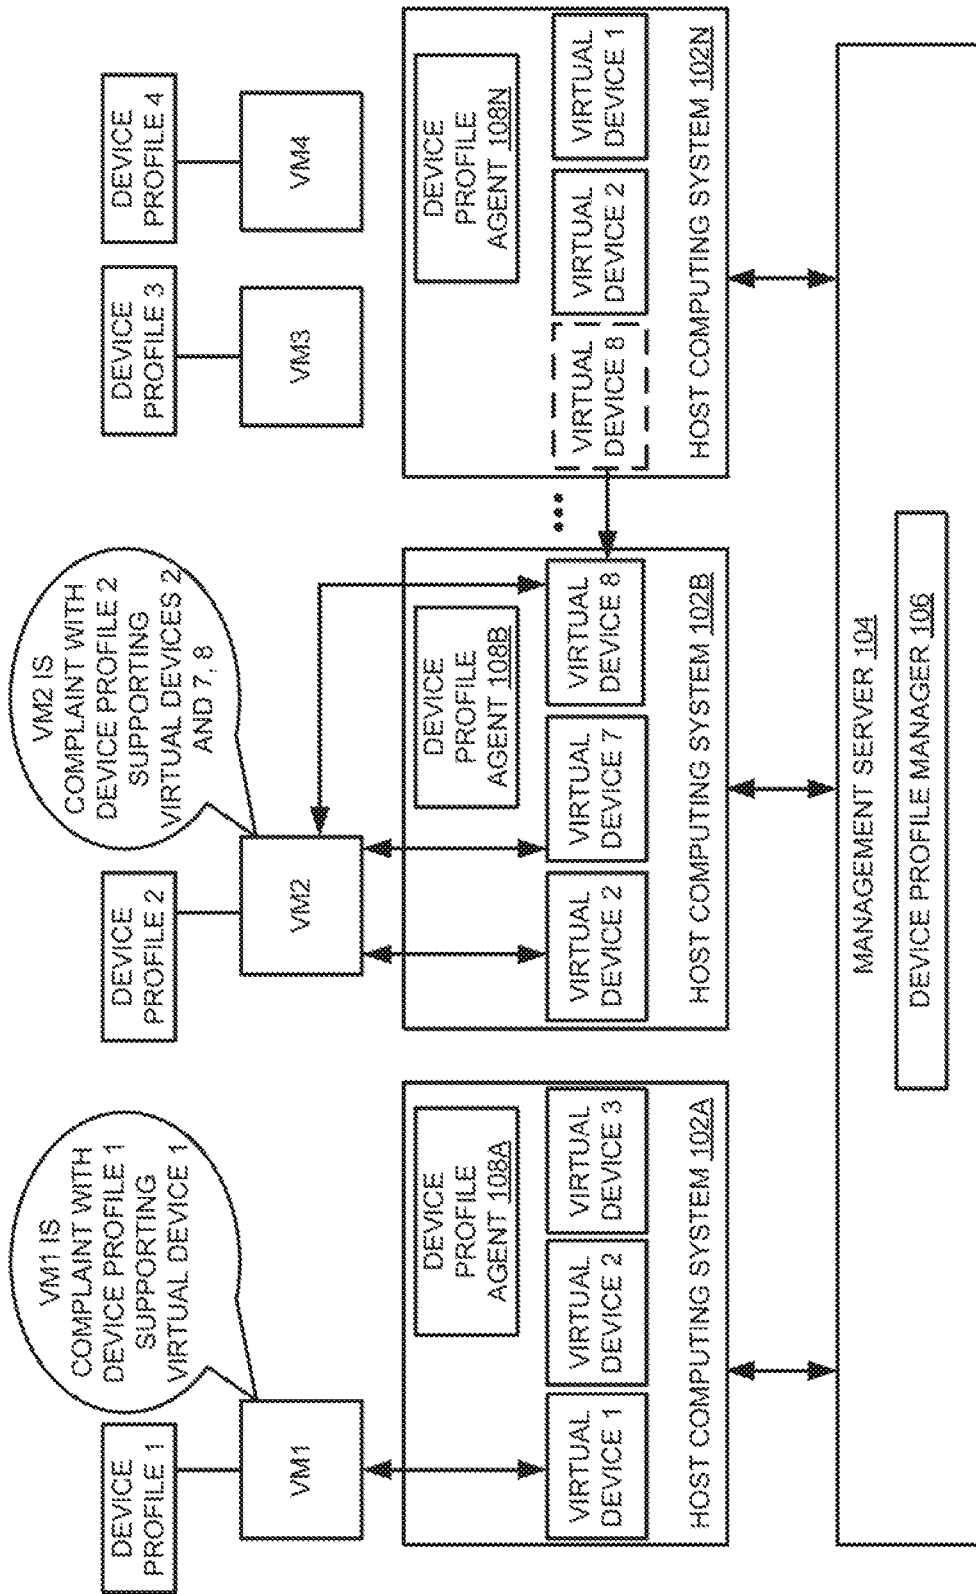 DEVICE
PROFILE 1
VM1
VM1 IS
COMPLAINT WITH
DEVICE PROFILE 1
SUPPORTING
VIRTUAL DEVICE 1
DEVICE
PROFILE 2
VM2
VM2 IS
COMPLAINT WITH
DEVICE PROFILE 2
SUPPORTING
VIRTUAL DEVICES 2,
AND 7, 8
DEVICE
PROFILE 3
VM3
DEVICE
PROFILE 4
VM4
DEVICE
PROFILE
AGENT 108A
VIRTUAL
DEVICE 1
VIRTUAL
DEVICE 2
VIRTUAL
DEVICE 3
HOST COMPUTING SYSTEM 102A
DEVICE
PROFILE
AGENT 108B
VIRTUAL
DEVICE 2
VIRTUAL
DEVICE 7
VIRTUAL
DEVICE 8
HOST COMPUTING SYSTEM 102B
...
DEVICE
PROFILE
AGENT 108N
VIRTUAL
DEVICE 8
VIRTUAL
DEVICE 2
VIRTUAL
DEVICE 1
HOST COMPUTING SYSTEM 102N
MANAGEMENT SERVER 104
DEVICE PROFILE MANAGER 106